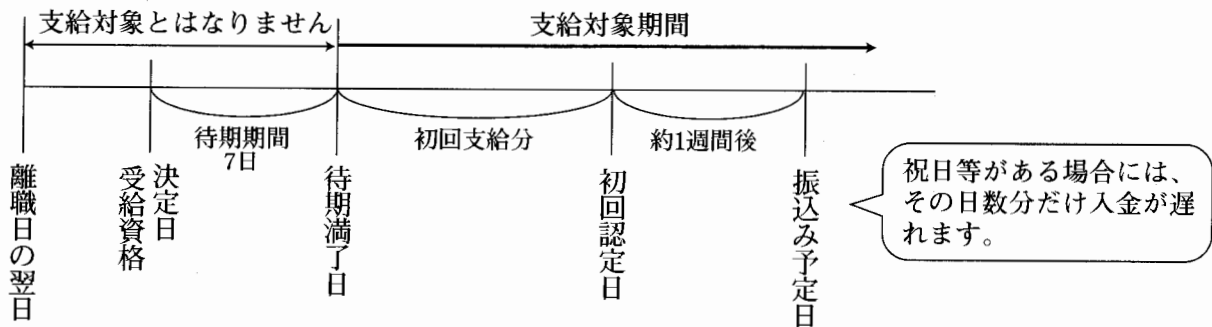 支給対象とはなりません
支給対象期間
待期期間
7日
初回支給分
約1週間後
離職日の翌日
受給資格
決定日
待期満了日
初回認定日
振込み予定日
祝日等がある場合には、
その日数分だけ入金が遅
れます。